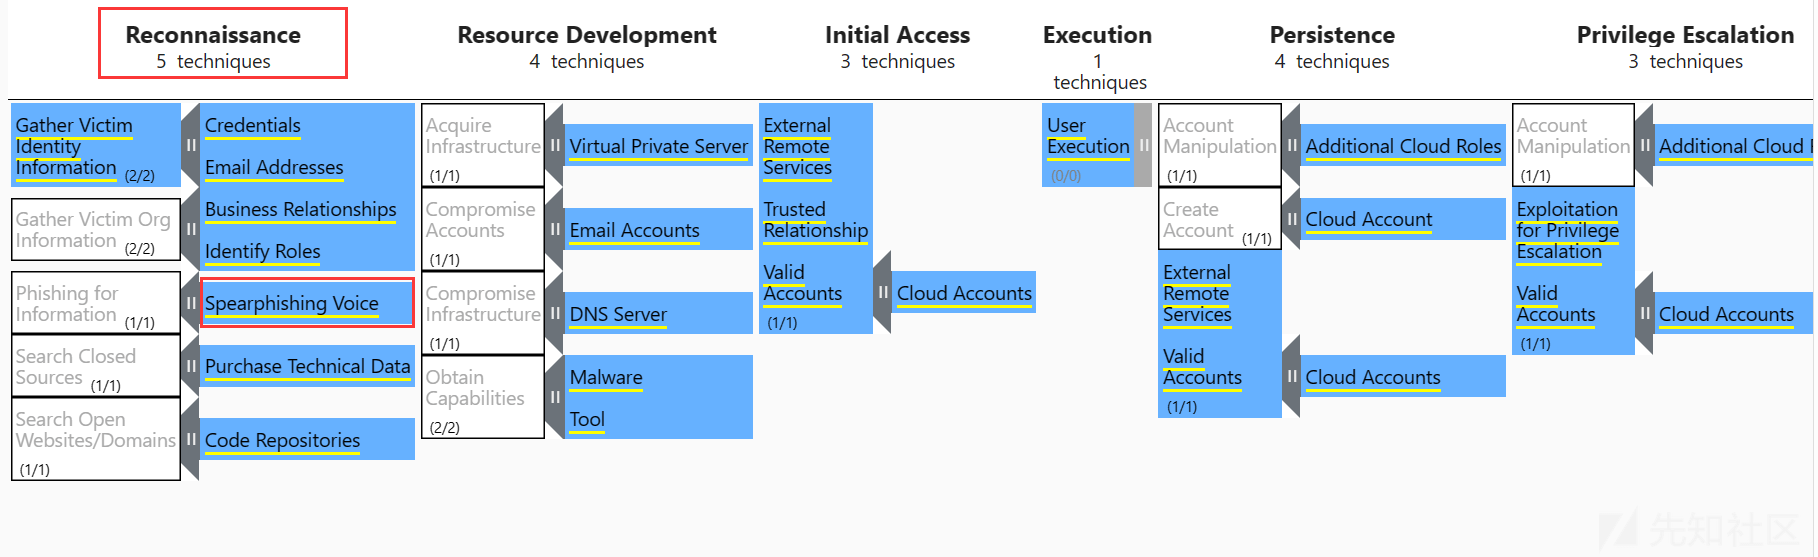 Reconnaissance
5 techniques
Resource Development
4 techniques
Initial Access
3 techniques
Execution
1
techniques
Persistence
4 techniques
Privilege Escalation
3 techniques
Gather Victim
Identity
Information (2/2)
Credentials
Email Addresses
Gather Victim Org
Information (2/2)
Business Relationships
Identify Roles
Phishing for
Information (1/1)
Spearphishing Voice
Search Closed
Sources (1/1)
Purchase Technical Data
Search Open
Websites/Domains
(1/1)
Code Repositories
Acquire
Infrastructure
(1/1)
Virtual Private Server
Compromise
Accounts
(1/1)
Email Accounts
Compromise
Infrastructure
(1/1)
DNS Server
Obtain
Capabilities
(2/2)
Malware
Tool
External
Remote
Services
Trusted
Relationship
Valid
Accounts
(1/1)
Cloud Accounts
User
Execution
(0/0)
Account
Manipulation
(1/1)
Additional Cloud Roles
Create
Account (1/1)
Cloud Account
External
Remote
Services
Valid
Accounts
(1/1)
Cloud Accounts
Account
Manipulation
(1/1)
Additional Cloud
Exploitation
for Privilege
Escalation
Valid
Accounts
(1/1)
Cloud Accounts
先知社区